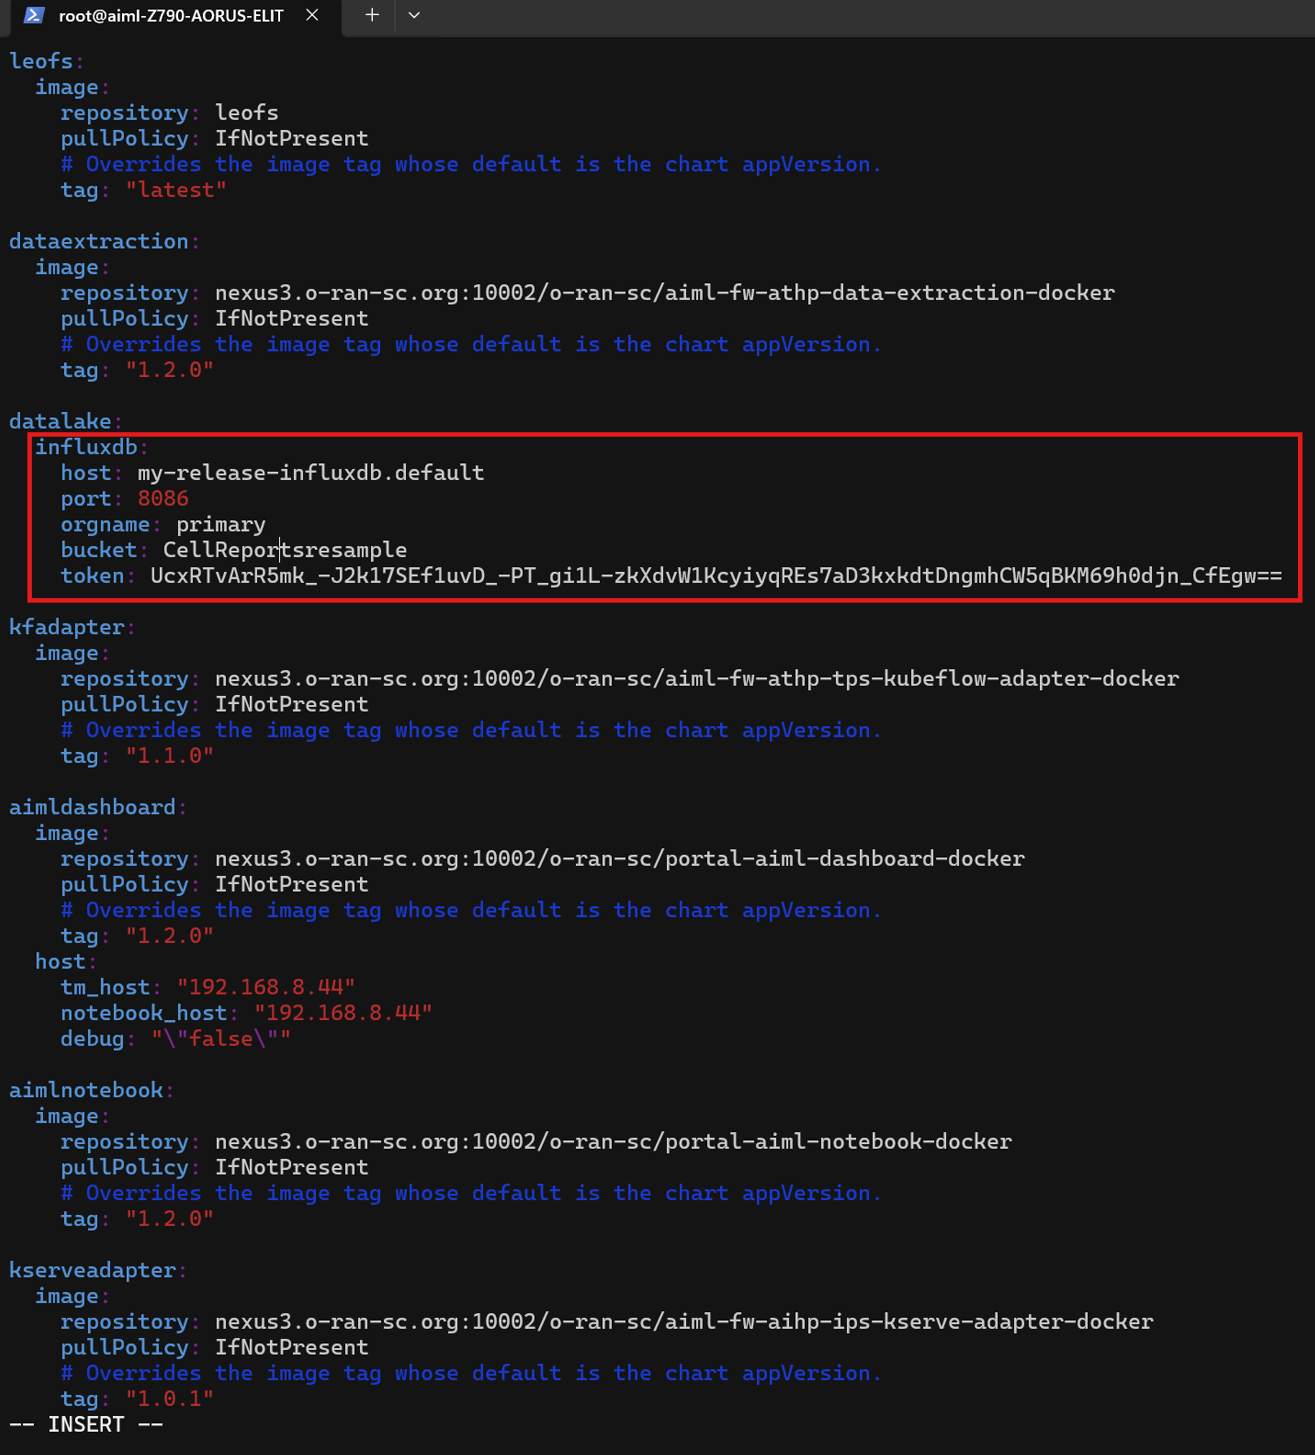 root@aiml-Z790-AORUS-ELIT
leofs:
  image:
    repository: leofs
    pullPolicy: IfNotPresent
    # Overrides the image tag whose default is the chart appVersion.
    tag: "latest"

dataextraction:
  image:
    repository: nexus3.o-ran-sc.org:10002/o-ran-sc/aiml-fw-athp-data-extraction-docker
    pullPolicy: IfNotPresent
    # Overrides the image tag whose default is the chart appVersion.
    tag: "1.2.0"

datalake:
  influxdb:
    host: my-release-influxdb.default
    port: 8086
    orgname: primary
    bucket: CellReportsresample
    token: UcxRTvArR5mk_-J2k17SEf1uvD_-PT_gi1L-zkXdvW1KcyiyqREs7aD3kxkdtDngmhCW5qBKM69h0djn_CfEgw==

kfadapter:
  image:
    repository: nexus3.o-ran-sc.org:10002/o-ran-sc/aiml-fw-athp-tps-kubeflow-adapter-docker
    pullPolicy: IfNotPresent
    # Overrides the image tag whose default is the chart appVersion.
    tag: "1.1.0"

aimldashboard:
  image:
    repository: nexus3.o-ran-sc.org:10002/o-ran-sc/portal-aiml-dashboard-docker
    pullPolicy: IfNotPresent
    # Overrides the image tag whose default is the chart appVersion.
    tag: "1.2.0"
  host:
    tm_host: "192.168.8.44"
    notebook_host: "192.168.8.44"
    debug: "\"false\""

aimlnotebook:
  image:
    repository: nexus3.o-ran-sc.org:10002/o-ran-sc/portal-aiml-notebook-docker
    pullPolicy: IfNotPresent
    # Overrides the image tag whose default is the chart appVersion.
    tag: "1.2.0"

kserveadapter:
  image:
    repository: nexus3.o-ran-sc.org:10002/o-ran-sc/aiml-fw-aihp-ips-kserve-adapter-docker
    pullPolicy: IfNotPresent
    # Overrides the image tag whose default is the chart appVersion.
    tag: "1.0.1"
-- INSERT --